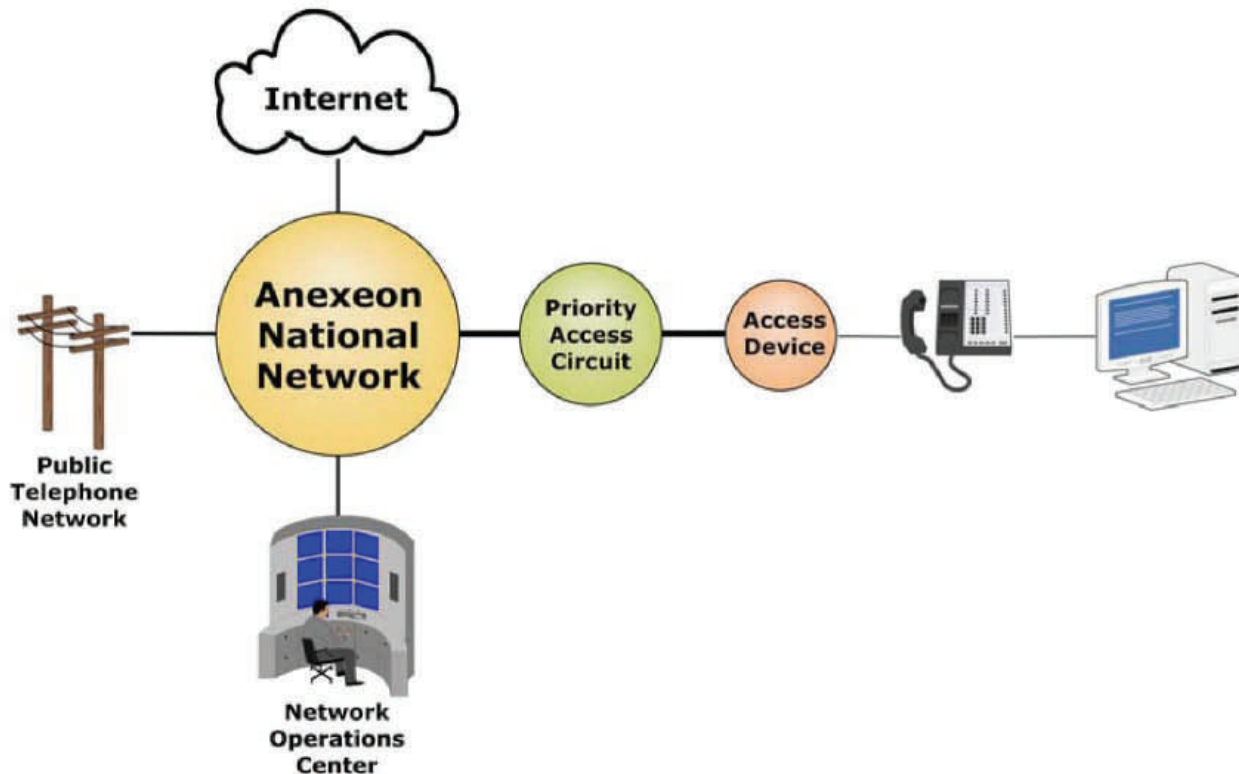 Internet
Anexeon
National
Network
Priority
Access
Circuit
Access
Device
Public
Telephone
Network
Network
Operations
Center